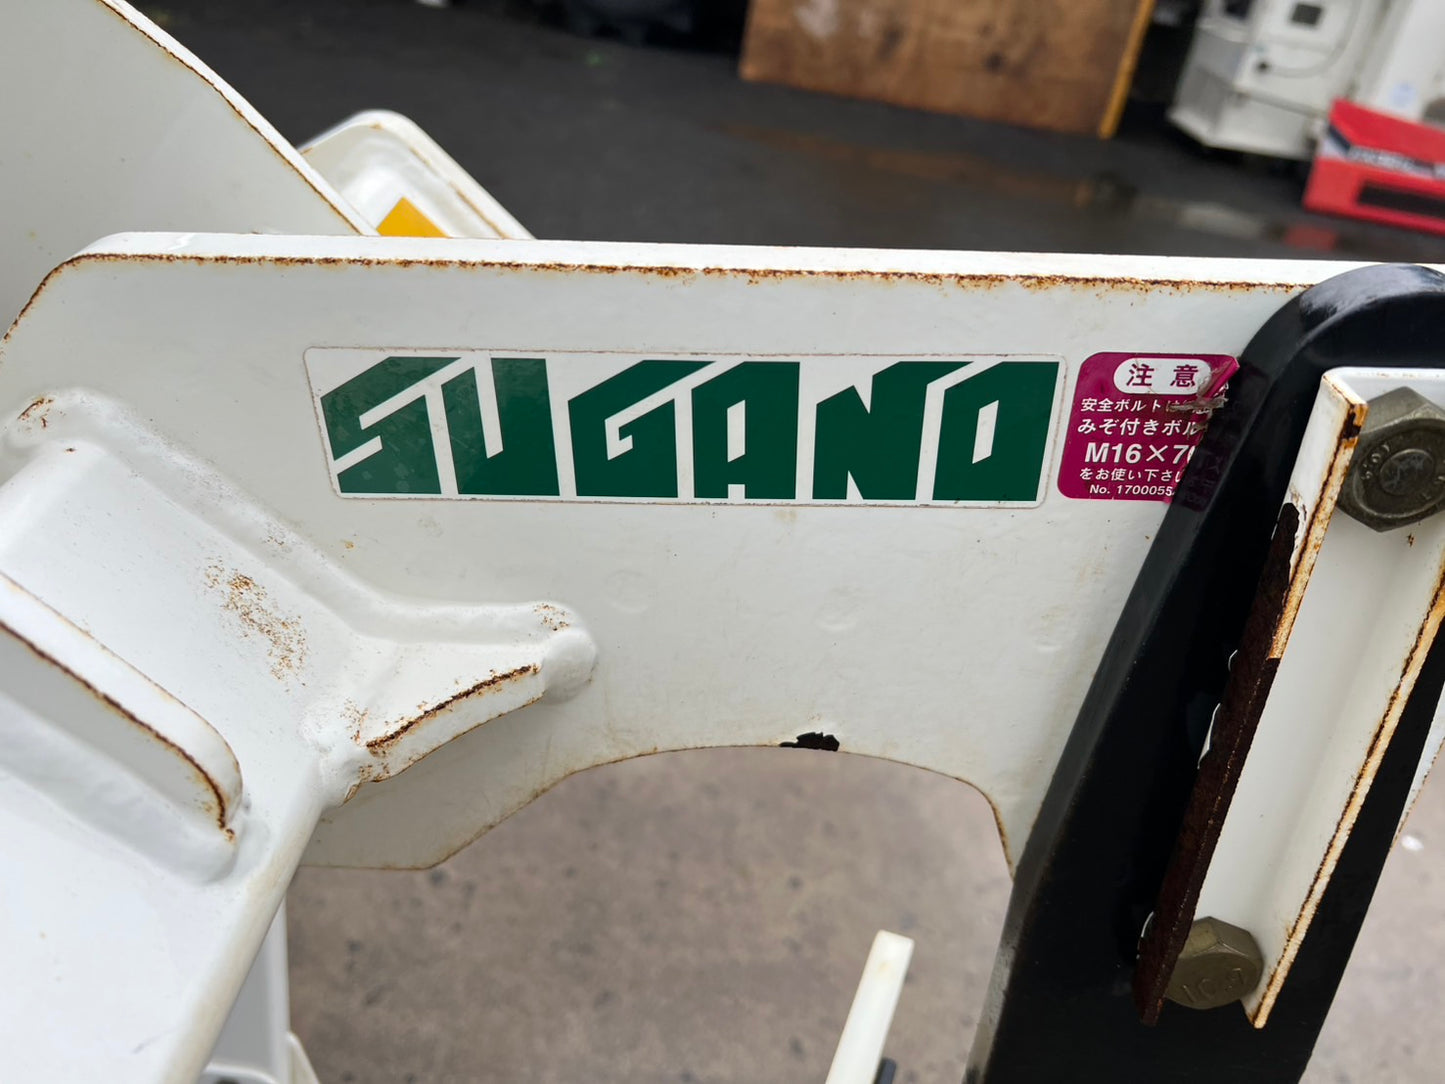 SUGANO
注意
安全ボルトは
みぞ付きボル
M16×7
をお使い下さ
No. 170005